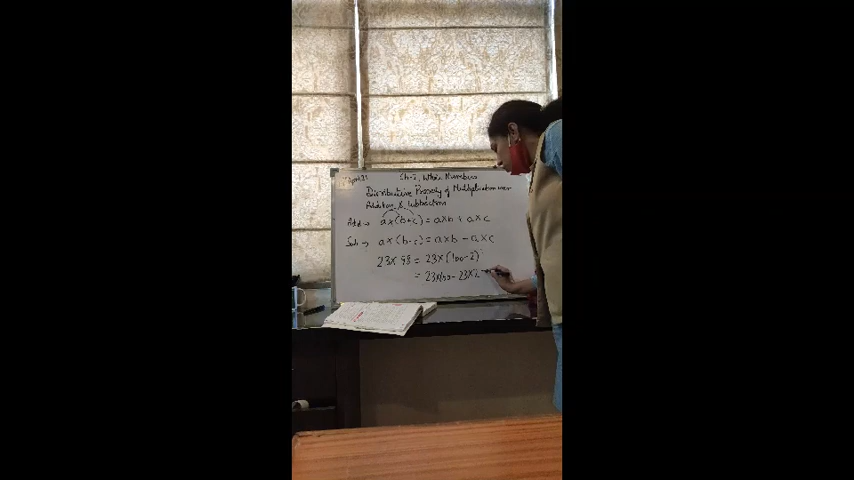 Ch-2, Whole Numbers
Distributive Property of Multiplication over
Addition & Subtraction
Add → a×(b+c) = a×b + a×c
Sub → a×(b-c) = a×b - a×c
23×98 = 23×(100-2)
= 23×100 - 23×2